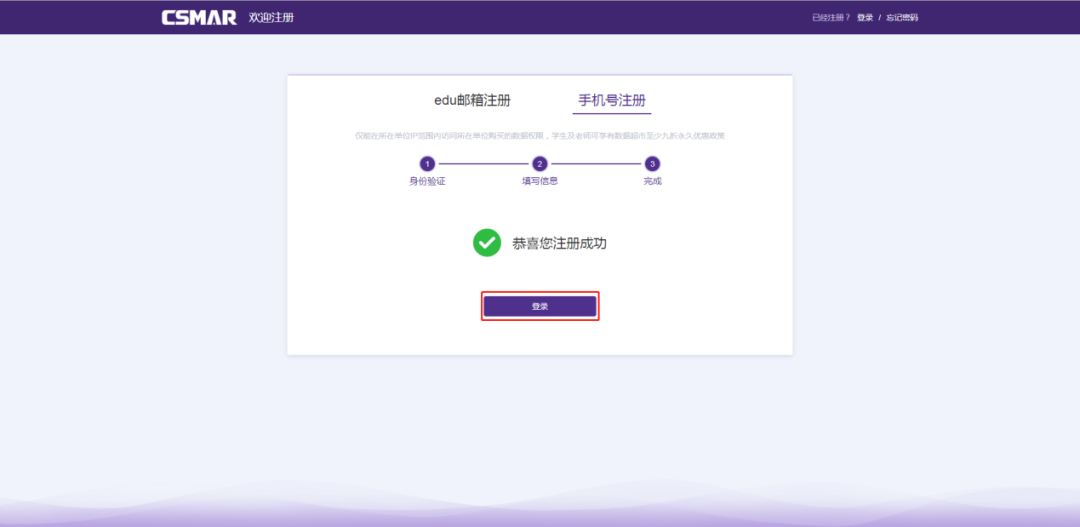 CSMAR 欢迎注册
已经注册？ 登录 / 忘记密码
edu邮箱注册 手机号注册
仅能在所在单位IP范围内访问所在单位购买的数据权限，学生及老师可享有数据超市至少九折永久优惠政策
1 2 3
身份验证 填写信息 完成
恭喜您注册成功
登录